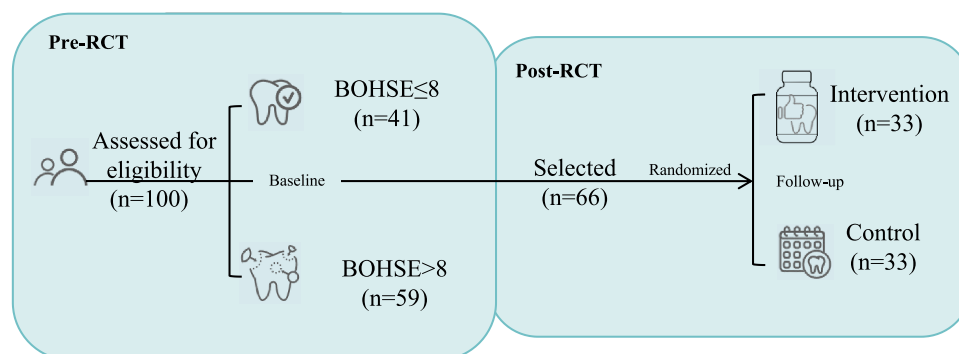 Pre-RCT
Assessed for
eligibility
(n=100)
BOHSE≤8
(n=41)
Baseline
BOHSE>8
(n=59)
Post-RCT
Selected
(n=66)
Randomized
Intervention
(n=33)
Follow-up
Control
(n=33)